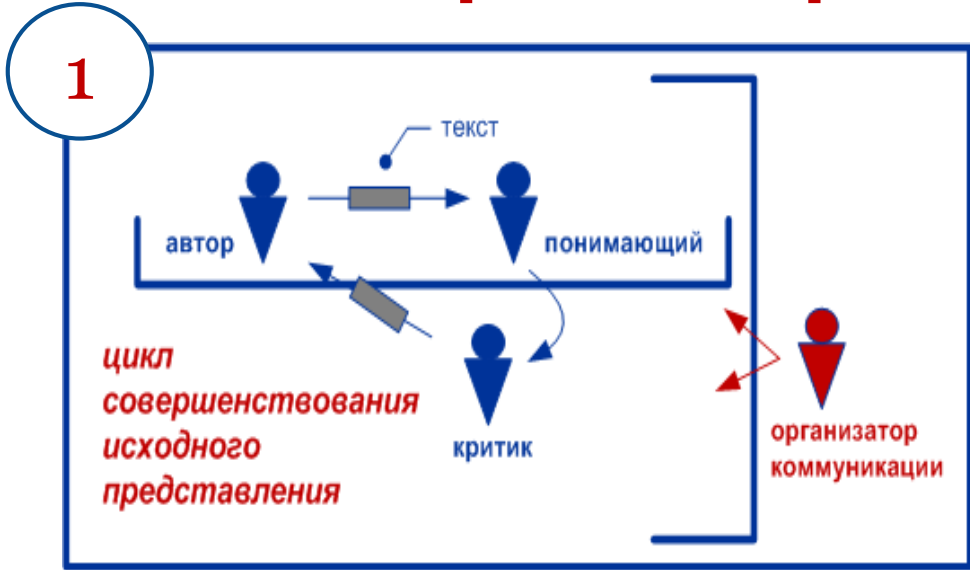 1
текст
автор
понимающий
цикл
совершенствования
исходного
представления
критик
организатор
коммуникации